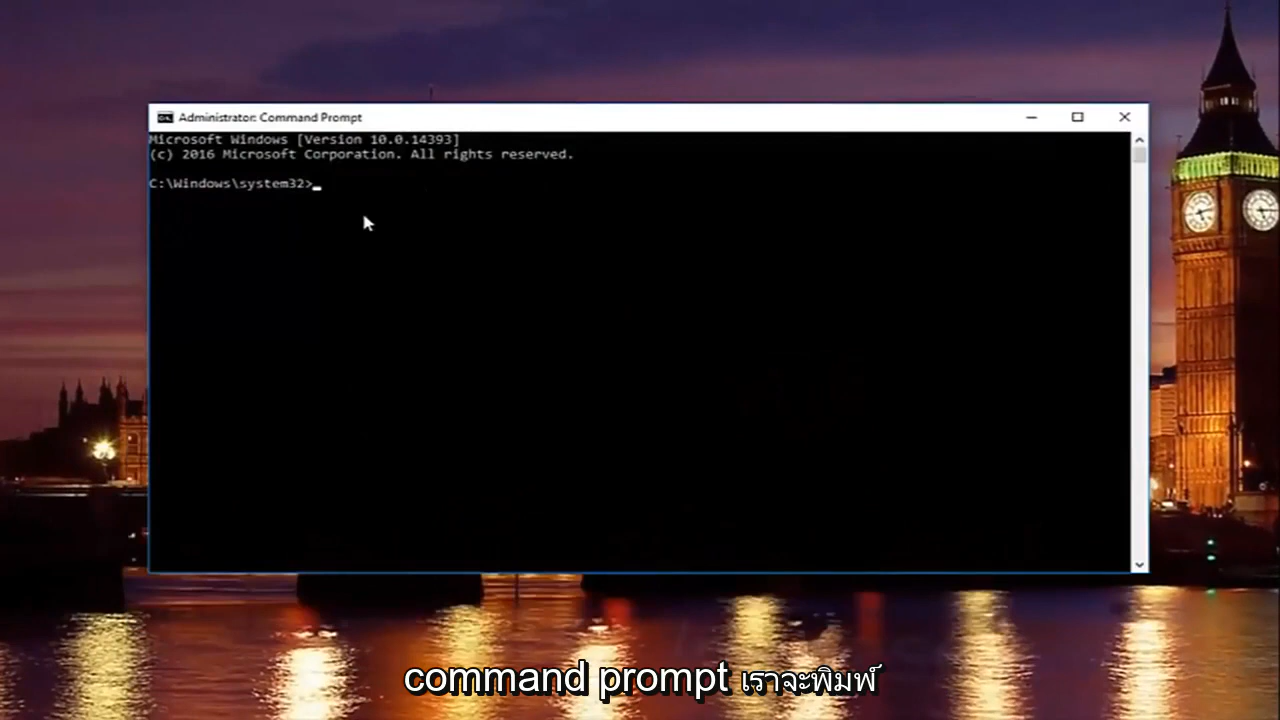 Administrator: Command Prompt
Microsoft Windows [Version 10.0.14393]
(c) 2016 Microsoft Corporation. All rights reserved.
C:\Windows\system32>
command prompt เราจะพิมพ์